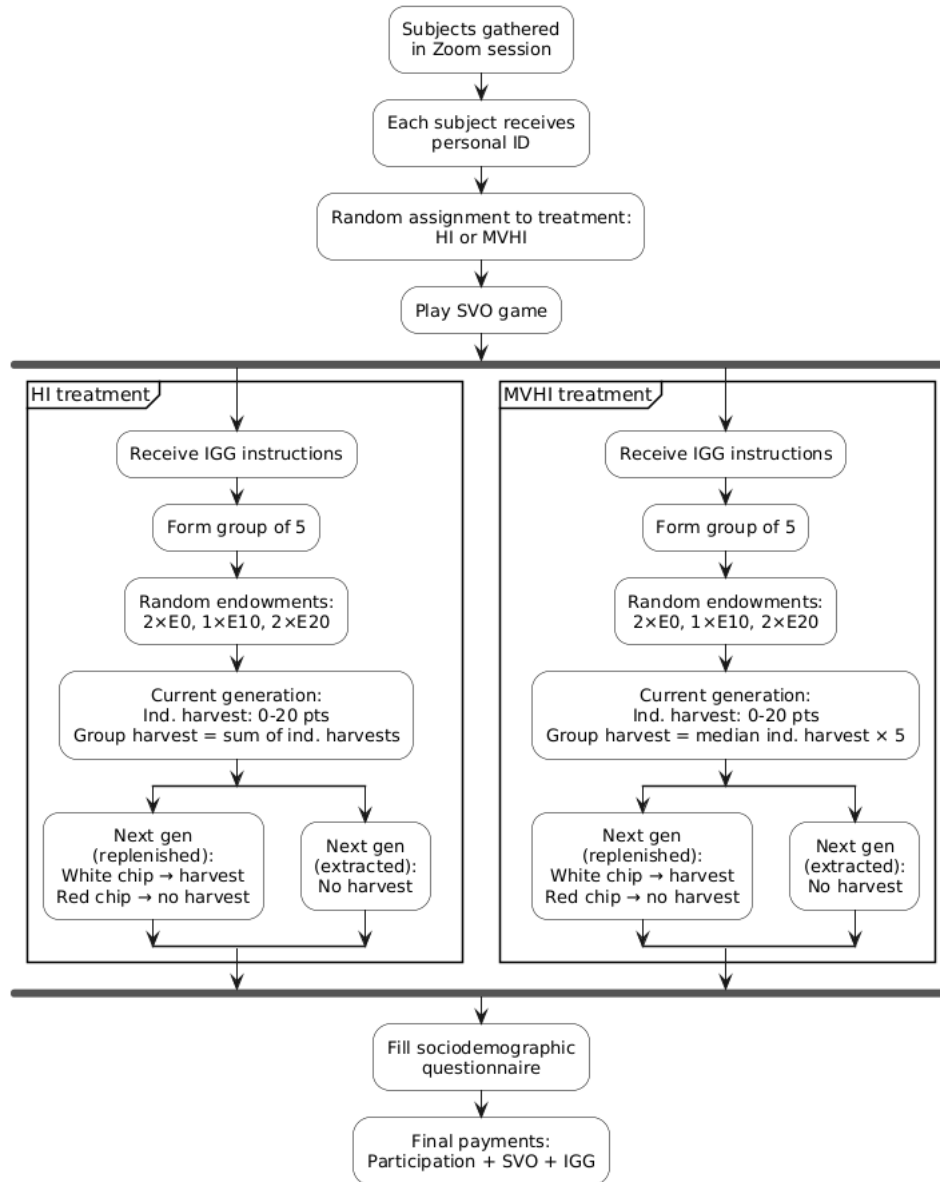 Subjects gathered
in Zoom session
Each subject receives
personal ID
Random assignment to treatment:
HI or MVHI
Play SVO game
HI treatment
Receive IGG instructions
Form group of 5
Random endowments:
2×E0, 1×E10, 2×E20
Current generation:
Ind. harvest: 0-20 pts
Group harvest = sum of ind. harvests
Next gen
(replenished):
White chip → harvest
Red chip → no harvest
Next gen
(extracted):
No harvest
MVHI treatment
Receive IGG instructions
Form group of 5
Random endowments:
2×E0, 1×E10, 2×E20
Current generation:
Ind. harvest: 0-20 pts
Group harvest = median ind. harvest × 5
Next gen
(replenished):
White chip → harvest
Red chip → no harvest
Next gen
(extracted):
No harvest
Fill sociodemographic
questionnaire
Final payments:
Participation + SVO + IGG